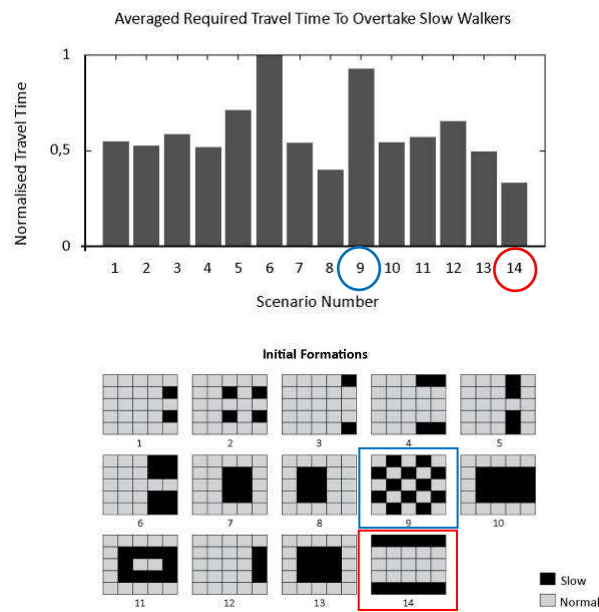 Averaged Required Travel Time To Overtake Slow Walkers
Normalised Travel Time
1
0,5
0
1 2 3 4 5 6 7 8 9 10 11 12 13 14
Scenario Number
Initial Formations
1 2 3 4 5
6 7 8 9 10
11 12 13 14
Slow
Normal